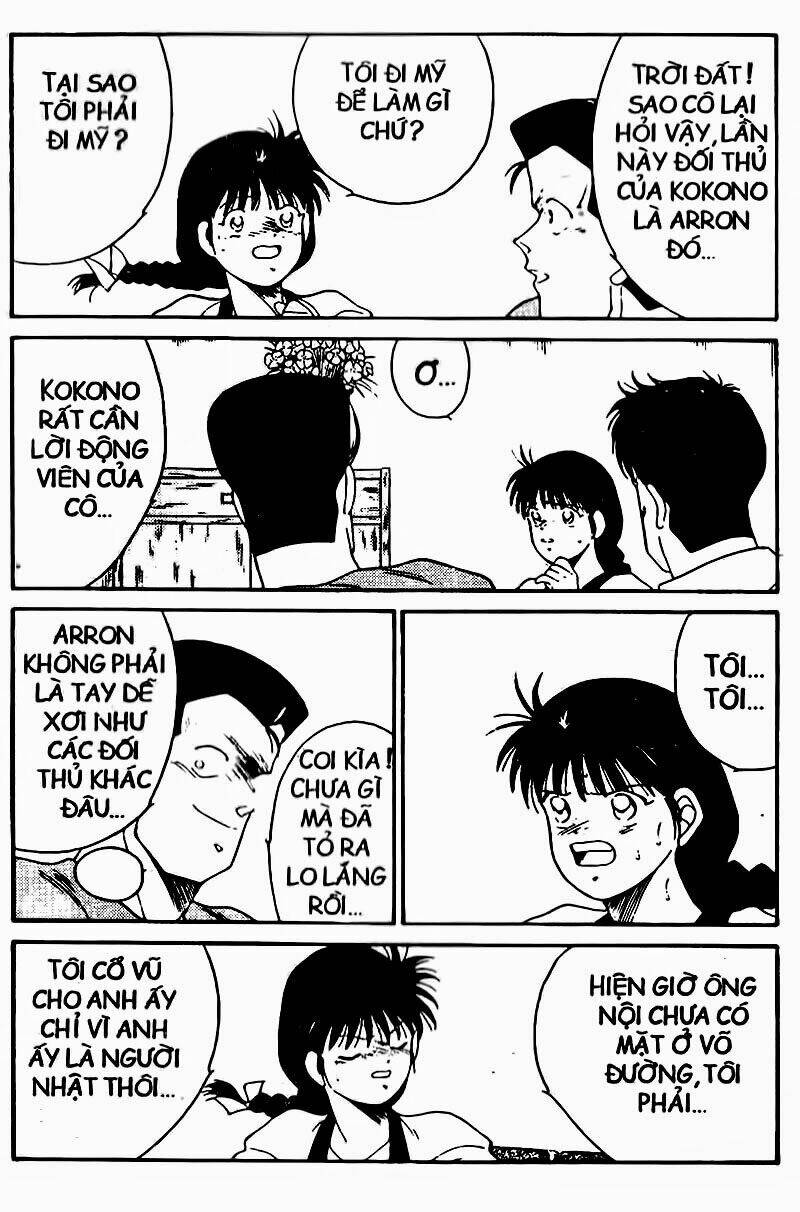 TẠI SAO
TÔI PHẢI
ĐI MỸ?
TÔI ĐI MỸ
ĐỂ LÀM GÌ
CHỨ?
TRỜI ĐẤT!
SAO CÔ LẠI
HỎI VẬY, LẦN
NÀY ĐỐI THỦ
CỦA KOKONO
LÀ ARRON
ĐÓ...
KOKONO
RẤT CẦN
LỜI ĐỘNG
VIÊN CỦA
CÔ...
Ơ...
ARRON
KHÔNG PHẢI
LÀ TAY DỄ
XƠI NHƯ
CÁC ĐỐI
THỦ KHÁC
ĐÂU...
COI KÌA!
CHƯA GÌ
MÀ ĐÃ
TỎ RA
LO LẮNG
RỒI...
TÔI...
TÔI...
TÔI CỔ VŨ
CHO ANH ẤY
CHỈ VÌ ANH
ẤY LÀ NGƯỜI
NHẬT THÔI...
HIỆN GIỜ ÔNG
NỘI CHƯA CÓ
MẶT Ở VÕ
ĐƯỜNG, TÔI
PHẢI...